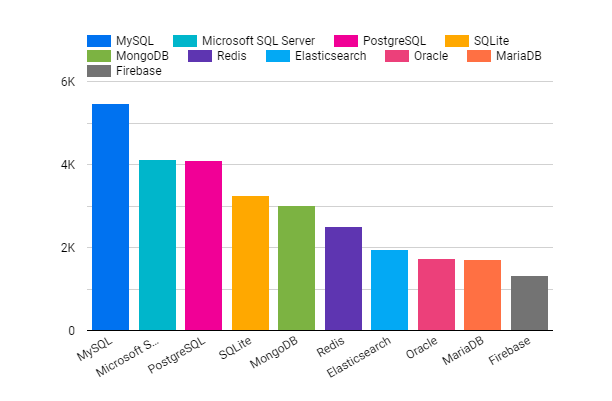 MySQL Microsoft SQL Server PostgreSQL SQLite
MongoDB Redis Elasticsearch Oracle MariaDB
Firebase
6K
4K
2K
0
MySQL Microsoft S... PostgreSQL SQLite MongoDB Redis Elasticsearch Oracle MariaDB Firebase